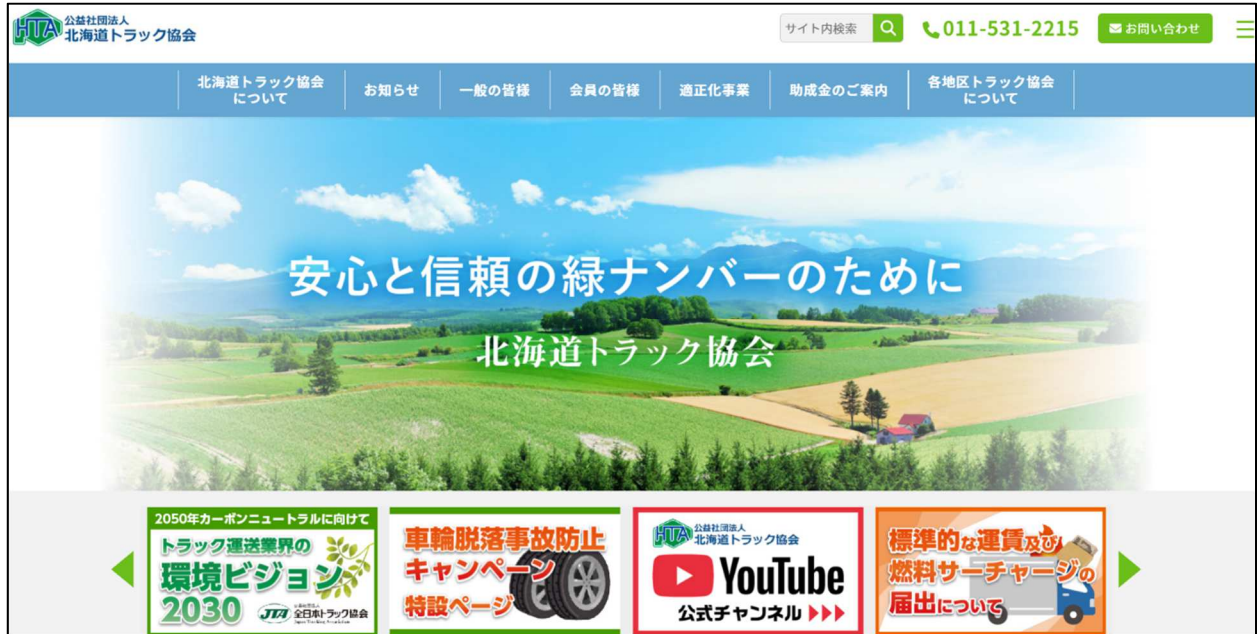 HTA
公益社団法人
北海道トラック協会
サイト内検索
011-531-2215
お問い合わせ
北海道トラック協会
について
お知らせ
一般の皆様
会員の皆様
適正化事業
助成金のご案内
各地区トラック協会
について
安心と信頼の緑ナンバーのために
北海道トラック協会
2050年カーボンニュートラルに向けて
トラック運送業界の
環境ビジョン
2030
JTA
公益社団法人
全日本トラック協会
Japan Trucking Association
車輪脱落事故防止
キャンペーン
特設ページ
HTA
公益社団法人
北海道トラック協会
YouTube
公式チャンネル
標準的な運賃及び
燃料サーチャージの
届出について